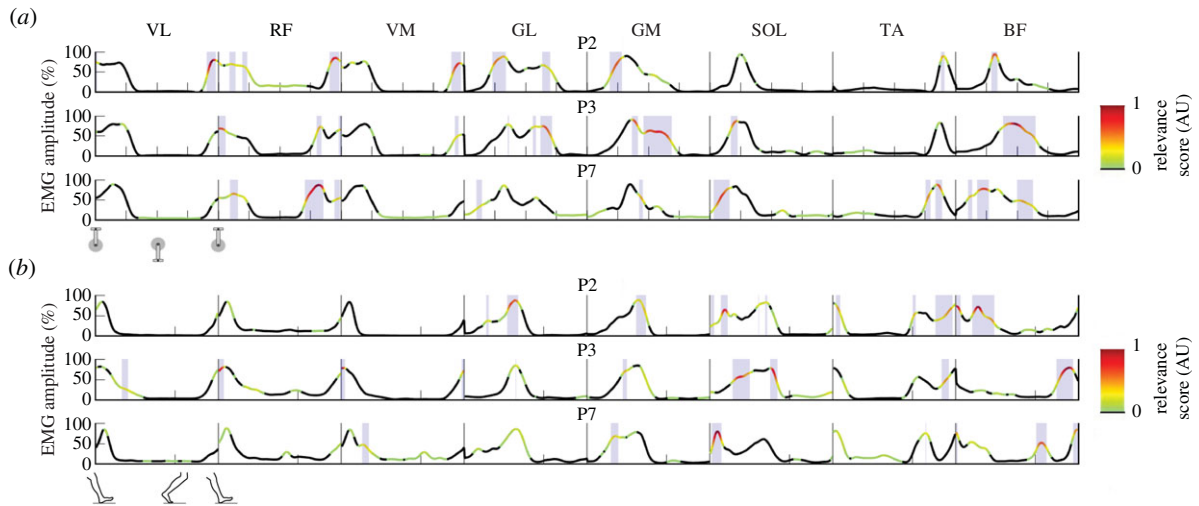 (a)
VL RF VM GL GM SOL TA BF
P2
100
50
0
P3
100
50
0
P7
100
50
0
EMG amplitude (%)
1
0
relevance
score (AU)
(b)
P2
100
50
0
P3
100
50
0
P7
100
50
0
EMG amplitude (%)
1
0
relevance
score (AU)